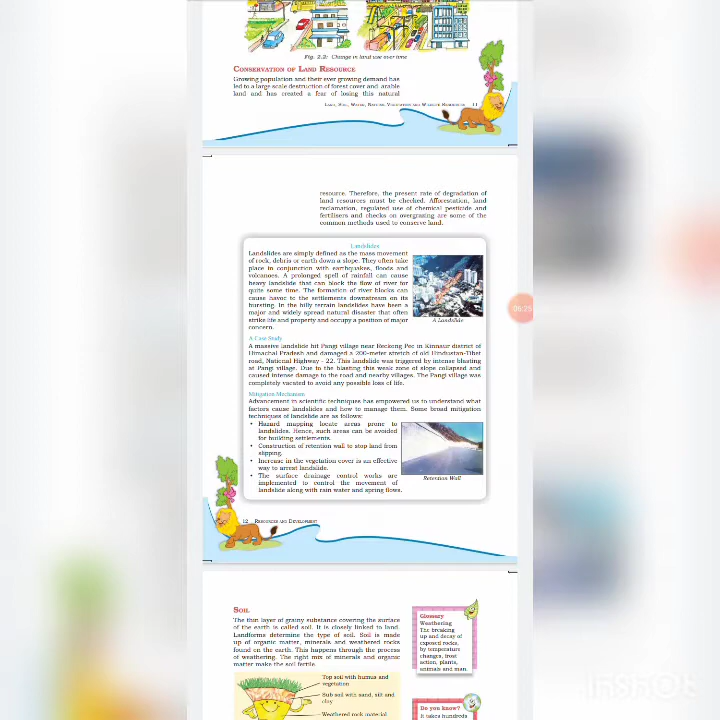 Fig. 2.2: Change in land use over time
Conservation of Land Resource
Growing population and their ever growing demand has
led to a large scale destruction of forest cover and arable
land and has created a fear of losing this natural
Land, Soil, Water, Natural Vegetation and Wildlife Resources 11
resource. Therefore, the present rate of degradation of
land resources must be checked. Afforestation, land
reclamation, regulated use of chemical pesticide and
fertilisers and checks on overgrazing are some of the
common methods used to conserve land.
Landslides
Landslides are simply defined as the mass movement
of rock, debris or earth down a slope. They often take
place in conjunction with earthquakes, floods and
volcanoes. A prolonged spell of rainfall can cause
heavy landslide that can block the flow of river for
quite some time. The formation of river blocks can
cause havoc to the settlements downstream on its
bursting. In the hilly terrain landslides have been a
major and widely spread natural disaster that often
strike life and property and occupy a position of major
concern.
A Landslide
A Case Study
A massive landslide hit Pangi village near Reckong Peo in Kinnaur district of
Himachal Pradesh and damaged a 200-meter stretch of old Hindustan-Tibet
road, National Highway - 22. This landslide was triggered by intense blasting
at Pangi village. Due to the blasting this weak zone of slope collapsed and
caused intense damage to the road and nearby villages. The Pangi village was
completely vacated to avoid any possible loss of life.
Mitigation Mechanism
Advancement in scientific techniques has empowered us to understand what
factors cause landslides and how to manage them. Some broad mitigation
techniques of landslide are as follows:
• Hazard mapping locate areas prone to
landslides. Hence, such areas can be avoided
for building settlements.
• Construction of retention wall to stop land from
slipping.
• Increase in the vegetation cover is an effective
way to arrest landslide.
• The surface drainage control works are
implemented to control the movement of
landslide along with rain water and spring flows.
Retention Wall
12 Resources and Development
Soil
The thin layer of grainy substance covering the surface
of the earth is called soil. It is closely linked to land.
Landforms determine the type of soil. Soil is made
up of organic matter, minerals and weathered rocks
found on the earth. This happens through the process
of weathering. The right mix of minerals and organic
matter make the soil fertile.
Top soil with humus and
vegetation
Sub soil with sand, silt and
clay
Weathered rock material
Glossary
Weathering
The breaking
up and decay of
exposed rocks,
by temperature
changes, frost
action, plants,
animals and man.
Do you know?
It takes hundreds